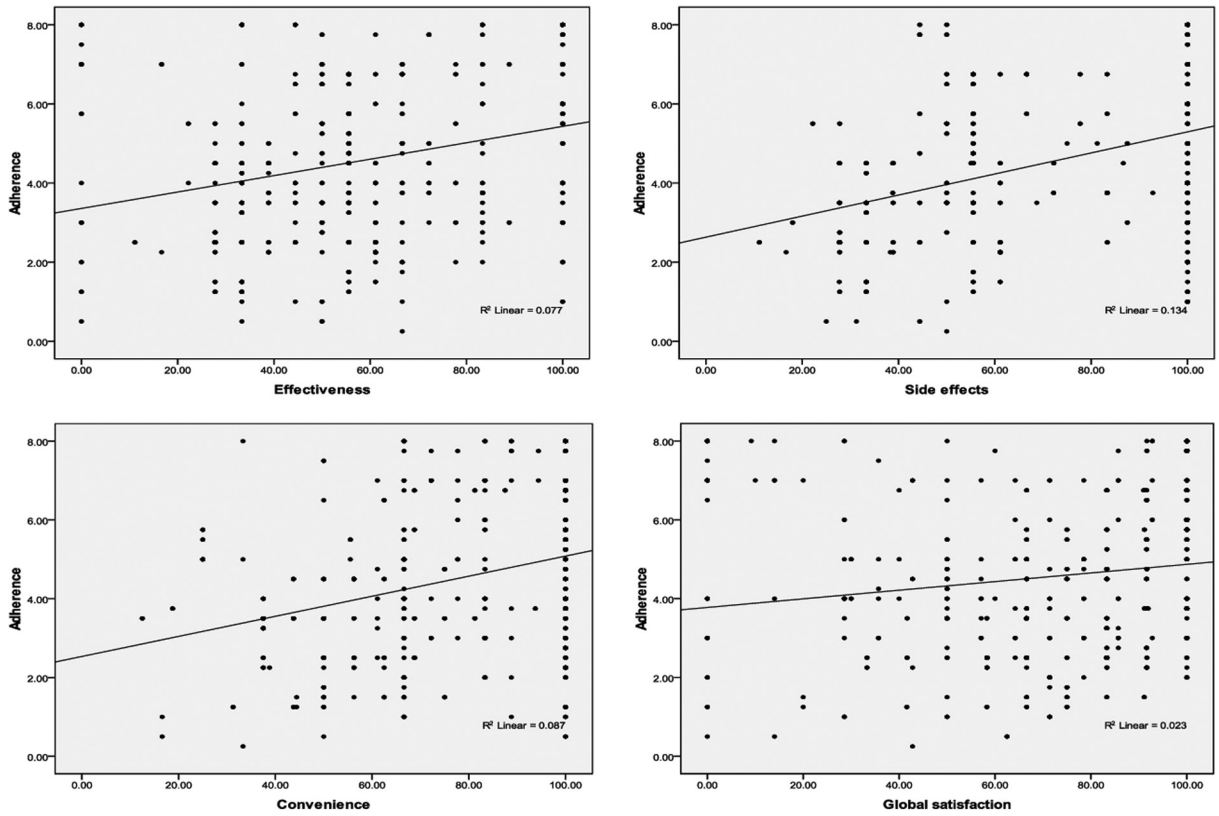 8.00
6.00
4.00
2.00
0.00
Adherence
R² Linear = 0.077
0.00 20.00 40.00 60.00 80.00 100.00
Effectiveness
8.00
6.00
4.00
2.00
0.00
Adherence
R² Linear = 0.134
0.00 20.00 40.00 60.00 80.00 100.00
Side effects
8.00
6.00
4.00
2.00
0.00
Adherence
R² Linear = 0.087
0.00 20.00 40.00 60.00 80.00 100.00
Convenience
8.00
6.00
4.00
2.00
0.00
Adherence
R² Linear = 0.023
0.00 20.00 40.00 60.00 80.00 100.00
Global satisfaction